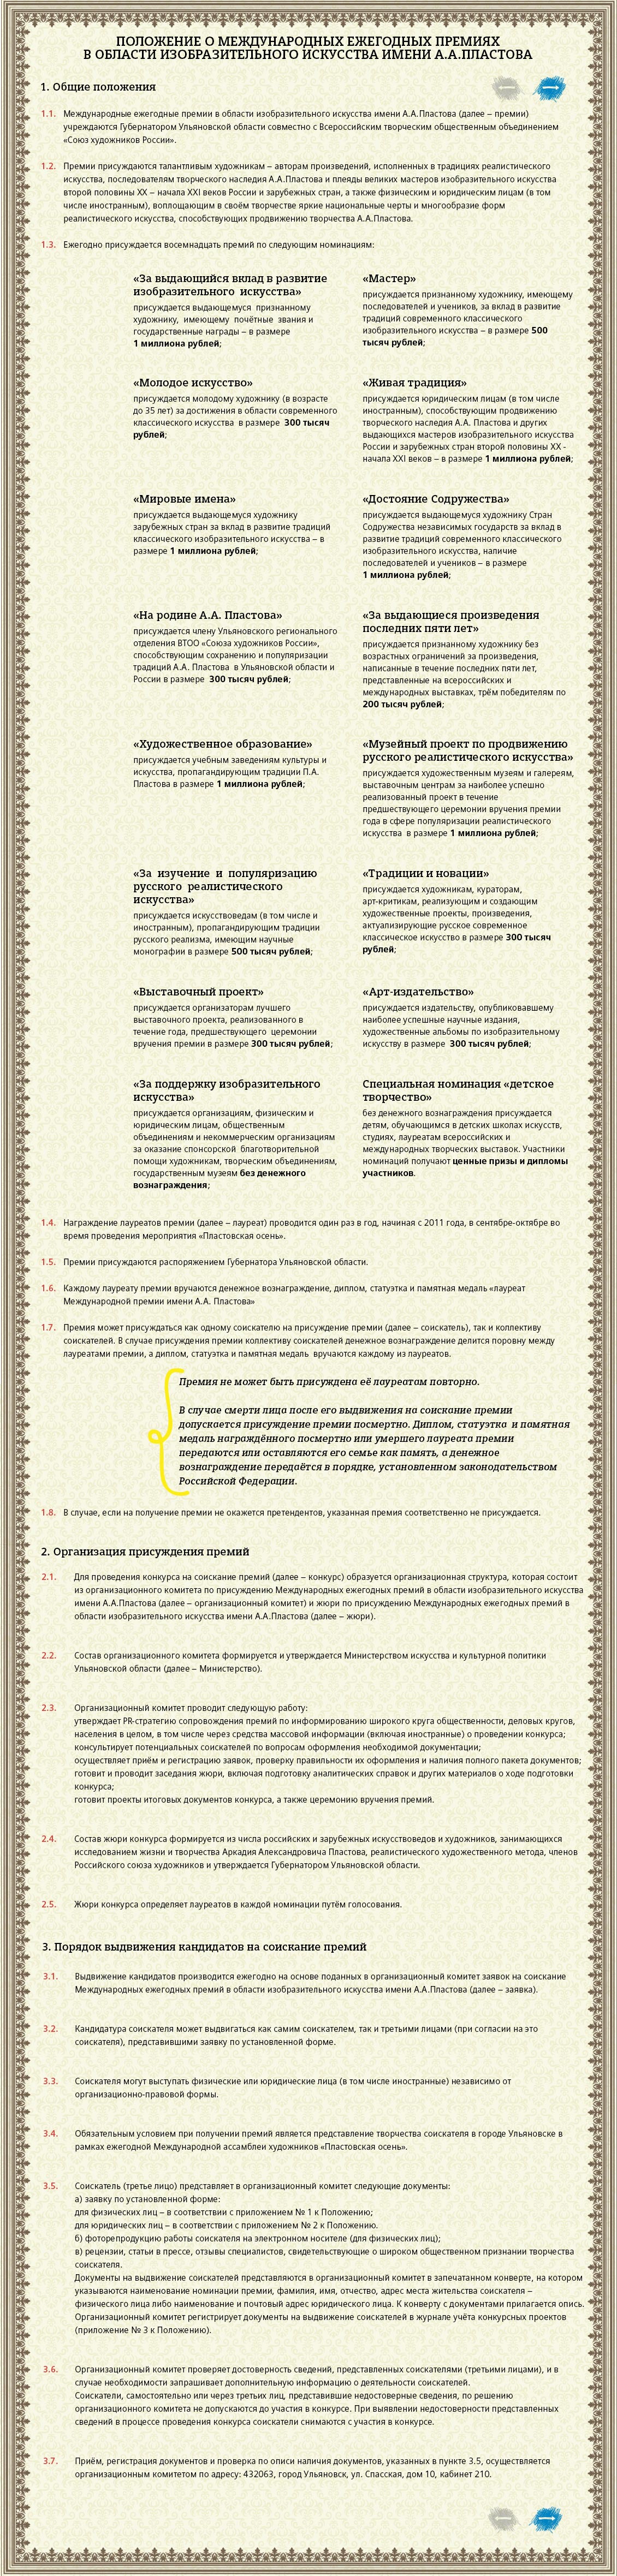 ПОЛОЖЕНИЕ О МЕЖДУНАРОДНЫХ ЕЖЕГОДНЫХ ПРЕМИЯХ
В ОБЛАСТИ ИЗОБРАЗИТЕЛЬНОГО ИСКУССТВА ИМЕНИ А.А.ПЛАСТОВА
1. Общие положения
1.1. Международные ежегодные премии в области изобразительного искусства имени А.А.Пластова (далее – премии)
учреждаются Губернатором Ульяновской области совместно с Всероссийским творческим общественным объединением
«Союз художников России».
1.2. Премии присуждаются талантливым художникам – авторам произведений, исполненных в традициях реалистического
искусства, последователям творческого наследия А.А.Пластова и плеяды великих мастеров изобразительного искусства
второй половины XX – начала XXI веков России и зарубежных стран, а также физическим и юридическим лицам (в том
числе иностранным), воплощающим в своём творчестве яркие национальные черты и многообразие форм
реалистического искусства, способствующих продвижению творчества А.А.Пластова.
1.3. Ежегодно присуждается восемнадцать премий по следующим номинациям:
«За выдающийся вклад в развитие
изобразительного искусства»
присуждается выдающемуся признанному
художнику, имеющему почётные звания и
государственные награды – в размере
1 миллиона рублей;
«Мастер»
присуждается признанному художнику, имеющему
последователей и учеников, за вклад в развитие
традиций современного классического
изобразительного искусства – в размере 500
тысяч рублей;
«Молодое искусство»
присуждается молодому художнику (в возрасте
до 35 лет) за достижения в области современного
классического искусства в размере 300 тысяч
рублей;
«Живая традиция»
присуждается юридическим лицам (в том числе
иностранным), способствующим продвижению
творческого наследия А.А. Пластова и других
выдающихся мастеров изобразительного искусства
России и зарубежных стран второй половины XX -
начала XXI веков – в размере 1 миллиона рублей;
«Мировые имена»
присуждается выдающемуся художнику
зарубежных стран за вклад в развитие традиций
классического изобразительного искусства – в
размере 1 миллиона рублей;
«Достояние Содружества»
присуждается выдающемуся художнику Стран
Содружества независимых государств за вклад в
развитие традиций современного классического
изобразительного искусства, наличие
последователей и учеников – в размере
1 миллиона рублей;
«На родине А.А. Пластова»
присуждается члену Ульяновского регионального
отделения ВТОО «Союза художников России»,
способствующим сохранению и популяризации
традиций А.А. Пластова в Ульяновской области и
России в размере 300 тысяч рублей;
«За выдающиеся произведения
последних пяти лет»
присуждается признанному художнику без
возрастных ограничений за произведения,
написанные в течение последних пяти лет,
представленные на всероссийских и
международных выставках, трём победителям по
200 тысяч рублей;
«Художественное образование»
присуждается учебным заведениям культуры и
искусства, пропагандирующим традиции П.А.
Пластова в размере 1 миллиона рублей;
«Музейный проект по продвижению
русского реалистического искусства»
присуждается художественным музеям и галереям,
выставочным центрам за наиболее успешно
реализованный проект в течение
предшествующего церемонии вручения премии
года в сфере популяризации реалистического
искусства в размере 1 миллиона рублей;
«За изучение и популяризацию
русского реалистического
искусства»
присуждается искусствоведам (в том числе и
иностранным), пропагандирующим традиции
русского реализма, имеющим научные
монографии в размере 500 тысяч рублей;
«Традиции и новации»
присуждается художникам, кураторам,
арт-критикам, реализующим и создающим
художественные проекты, произведения,
актуализирующие русское современное
классическое искусство в размере 300 тысяч
рублей;
«Выставочный проект»
присуждается организаторам лучшего
выставочного проекта, реализованного в
течение года, предшествующего церемонии
вручения премии в размере 300 тысяч рублей;
«Арт-издательство»
присуждается издательству, опубликовавшему
наиболее успешные научные издания,
художественные альбомы по изобразительному
искусству в размере 300 тысяч рублей;
«За поддержку изобразительного
искусства»
присуждается организациям, физическим и
юридическим лицам, общественным
объединениям и некоммерческим организациям
за оказание спонсорской благотворительной
помощи художникам, творческим объединениям,
государственным музеям без денежного
вознаграждения;
Специальная номинация «детское
творчество»
без денежного вознаграждения присуждается
детям, обучающимся в детских школах искусств,
студиях, лауреатам всероссийских и
международных творческих выставок. Участники
номинаций получают ценные призы и дипломы
участников.
1.4. Награждение лауреатов премии (далее – лауреат) проводится один раз в год, начиная с 2011 года, в сентябре-октябре во
время проведения мероприятия «Пластовская осень».
1.5. Премии присуждаются распоряжением Губернатора Ульяновской области.
1.6. Каждому лауреату премии вручаются денежное вознаграждение, диплом, статуэтка и памятная медаль «лауреат
Международной премии имени А.А. Пластова»
1.7. Премия может присуждаться как одному соискателю на присуждение премии (далее – соискатель), так и коллективу
соискателей. В случае присуждения премии коллективу соискателей денежное вознаграждение делится поровну между
лауреатами премии, а диплом, статуэтка и памятная медаль вручаются каждому из лауреатов.
Премия не может быть присуждена её лауреатам повторно.
В случае смерти лица после его выдвижения на соискание премии
допускается присуждение премии посмертно. Диплом, статуэтка и памятная
медаль награждённого посмертно или умершего лауреата премии
передаются или оставляются его семье как память, а денежное
вознаграждение передаётся в порядке, установленном законодательством
Российской Федерации.
1.8. В случае, если на получение премии не окажется претендентов, указанная премия соответственно не присуждается.
2. Организация присуждения премий
2.1. Для проведения конкурса на соискание премий (далее – конкурс) образуется организационная структура, которая состоит
из организационного комитета по присуждению Международных ежегодных премий в области изобразительного искусства
имени А.А.Пластова (далее – организационный комитет) и жюри по присуждению Международных ежегодных премий в
области изобразительного искусства имени А.А.Пластова (далее – жюри).
2.2. Состав организационного комитета формируется и утверждается Министерством искусства и культурной политики
Ульяновской области (далее – Министерство).
2.3. Организационный комитет проводит следующую работу:
утверждает PR-стратегию сопровождения премий по информированию широкого круга общественности, деловых кругов,
населения в целом, в том числе через средства массовой информации (включая иностранные) о проведении конкурса;
консультирует потенциальных соискателей по вопросам оформления необходимой документации;
осуществляет приём и регистрацию заявок, проверку правильности их оформления и наличия полного пакета документов;
готовит и проводит заседания жюри, включая подготовку аналитических справок и других материалов о ходе подготовки
конкурса;
готовит проекты итоговых документов конкурса, а также церемонию вручения премий.
2.4. Состав жюри конкурса формируется из числа российских и зарубежных искусствоведов и художников, занимающихся
исследованием жизни и творчества Аркадия Александровича Пластова, реалистического художественного метода, членов
Российского союза художников и утверждается Губернатором Ульяновской области.
2.5. Жюри конкурса определяет лауреатов в каждой номинации путём голосования.
3. Порядок выдвижения кандидатов на соискание премий
3.1. Выдвижение кандидатов производится ежегодно на основе поданных в организационный комитет заявок на соискание
Международных ежегодных премий в области изобразительного искусства имени А.А.Пластова (далее – заявка).
3.2. Кандидатура соискателя может выдвигаться как самим соискателем, так и третьими лицами (при согласии на это
соискателя), представившими заявку по установленной форме.
3.3. Соискателя могут выступать физические или юридические лица (в том числе иностранные) независимо от
организационно-правовой формы.
3.4. Обязательным условием при получении премий является представление творчества соискателя в городе Ульяновске в
рамках ежегодной Международной ассамблеи художников «Пластовская осень».
3.5. Соискатель (третье лицо) представляет в организационный комитет следующие документы:
а) заявку по установленной форме:
для физических лиц – в соответствии с приложением № 1 к Положению;
для юридических лиц – в соответствии с приложением № 2 к Положению.
б) фоторепродукцию работы соискателя на электронном носителе (для физических лиц);
в) рецензии, статьи в прессе, отзывы специалистов, свидетельствующие о широком общественном признании творчества
соискателя.
Документы на выдвижение соискателей представляются в организационный комитет в запечатанном конверте, на котором
указываются наименование номинации премии, фамилия, имя, отчество, адрес места жительства соискателя –
физического лица либо наименование и почтовый адрес юридического лица. К конверту с документами прилагается опись.
Организационный комитет регистрирует документы на выдвижение соискателей в журнале учёта конкурсных проектов
(приложение № 3 к Положению).
3.6. Организационный комитет проверяет достоверность сведений, представленных соискателями (третьими лицами), и в
случае необходимости запрашивает дополнительную информацию о деятельности соискателей.
Соискатели, самостоятельно или через третьих лиц, представившие недостоверные сведения, по решению
организационного комитета не допускаются до участия в конкурсе. При выявлении недостоверности представленных
сведений в процессе проведения конкурса соискатели снимаются с участия в конкурсе.
3.7. Приём, регистрация документов и проверка по описи наличия документов, указанных в пункте 3.5, осуществляется
организационным комитетом по адресу: 432063, город Ульяновск, ул. Спасская, дом 10, кабинет 210.